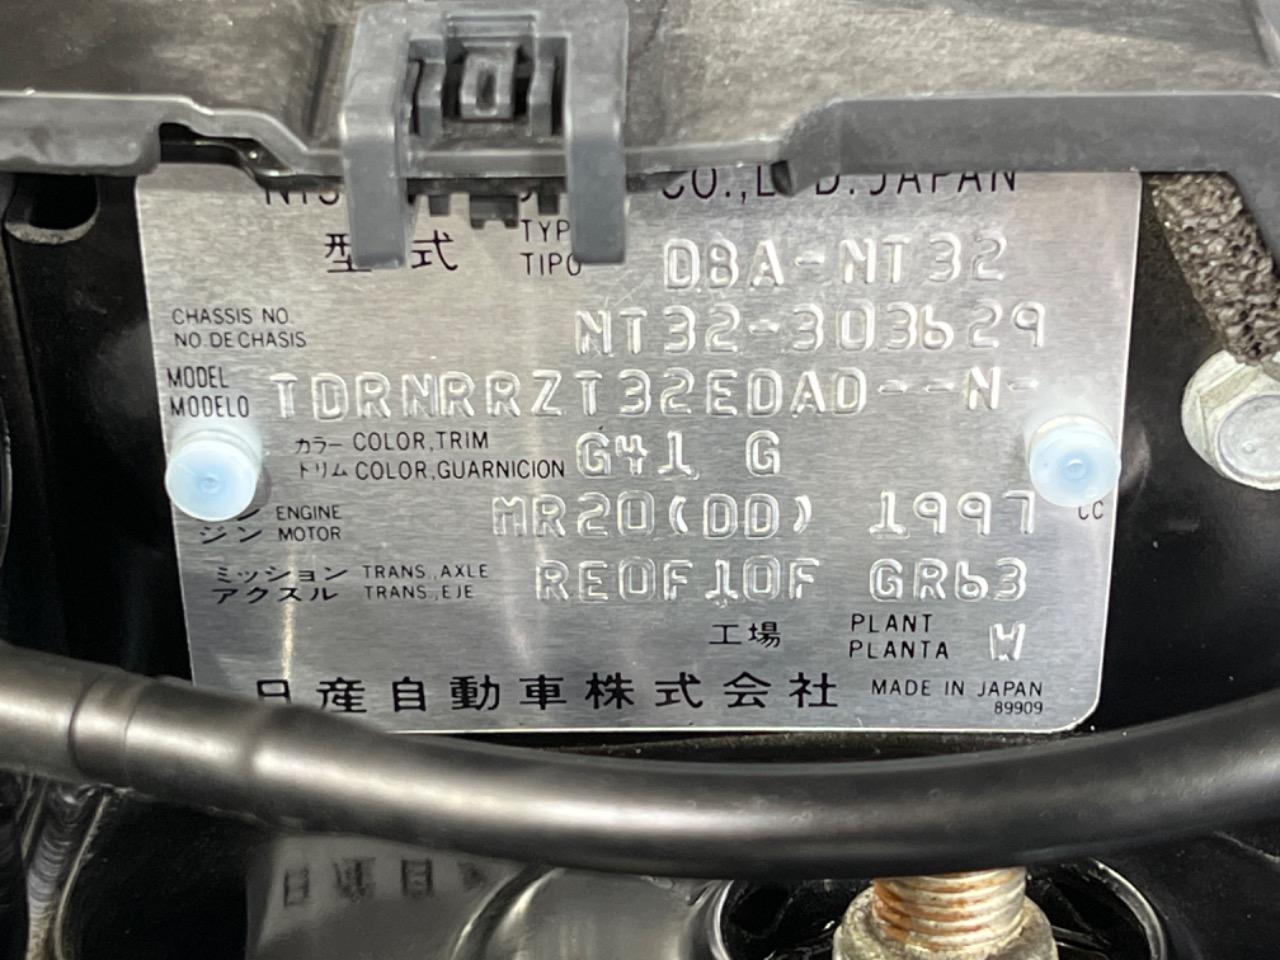 CO., LTD. JAPAN
型式 TYPE TIPO DBA-NT32
CHASSIS NO. NT32-303629
NO. DE CHASIS
MODEL TDRNRRZT32EDAD--N-
MODELO
カラー COLOR, TRIM G41 G
トリム COLOR, GUARNICION
ENGINE MR20(DD) 1997 CC
ジン MOTOR
ミッション TRANS., AXLE RE0F10F GR63
アクスル TRANS., EJE
工場 PLANT W
PLANTA
日産自動車株式会社 MADE IN JAPAN
89909